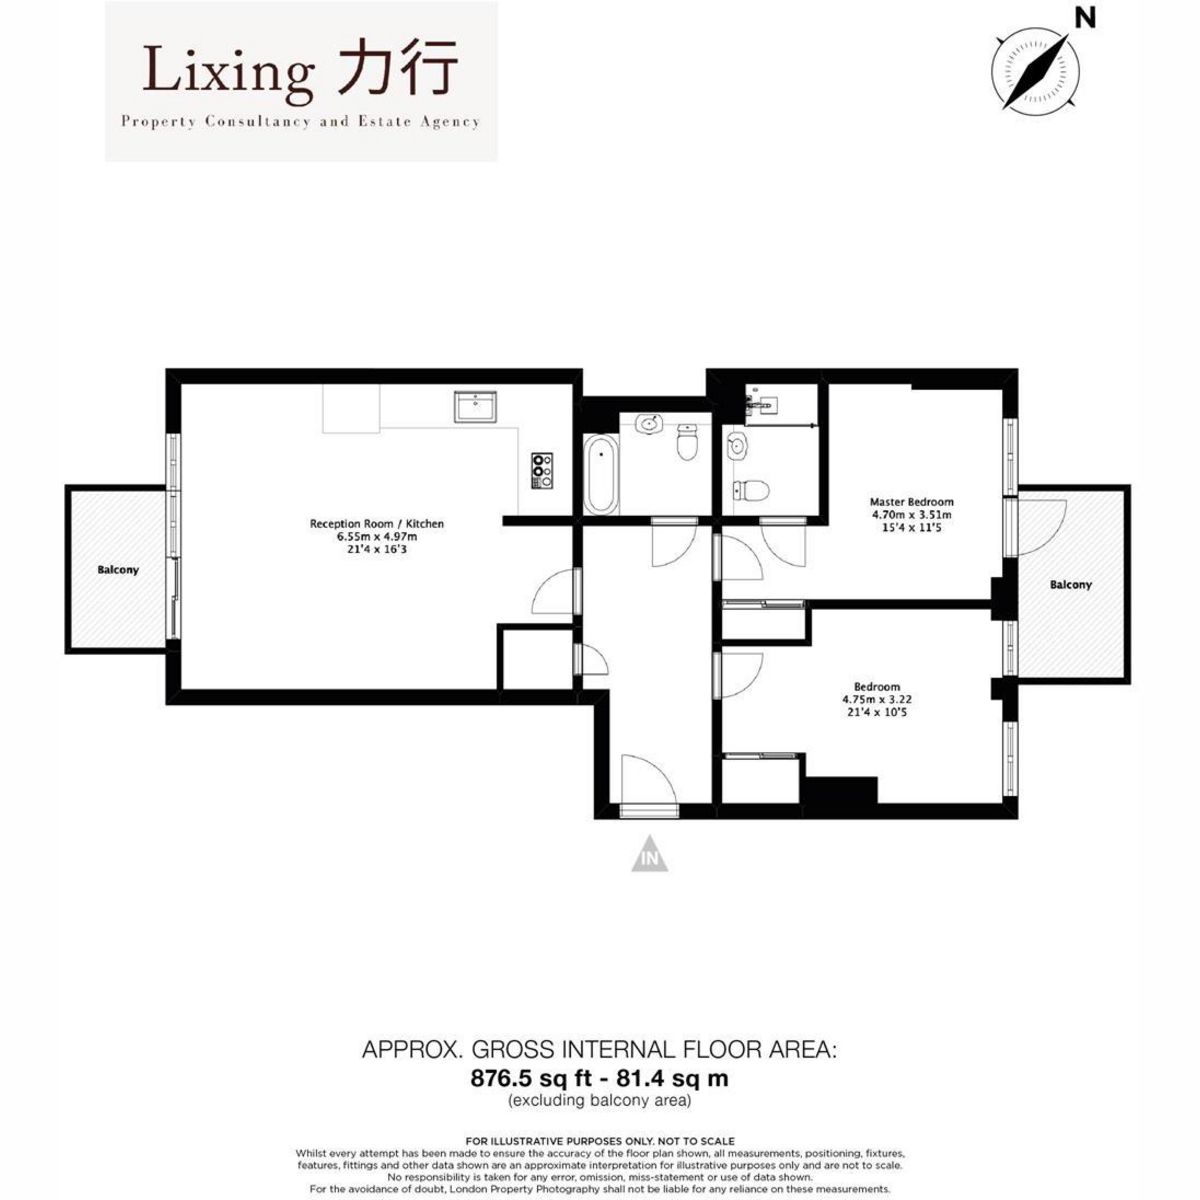 Lixing 力行
Property Consultancy and Estate Agency
N
Reception Room / Kitchen
6.55m x 4.97m
21'4 x 16'3
Balcony
Master Bedroom
4.70m x 3.51m
15'4 x 11'5
Balcony
Bedroom
4.75m x 3.22
21'4 x 10'5
IN
APPROX. GROSS INTERNAL FLOOR AREA:
876.5 sq ft - 81.4 sq m
(excluding balcony area)
FOR ILLUSTRATIVE PURPOSES ONLY. NOT TO SCALE
Whilst every attempt has been made to ensure the accuracy of the floor plan shown, all measurements, positioning, fixtures,
features, fittings and other data shown are an approximate interpretation for illustrative purposes only and are not to scale.
No responsibility is taken for any error, omission, miss-statement or use of data shown.
For the avoidance of doubt, London Property Photography shall not be liable for any reliance on these measurements.